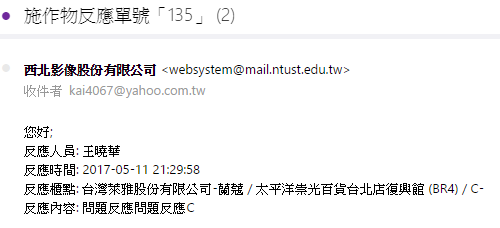 施作物反應單號「135」 (2)
西北影像股份有限公司 <websystem@mail.ntust.edu.tw>
收件者 kai4067@yahoo.com.tw
您好;
反應人員: 王曉華
反應時間: 2017-05-11 21:29:58
反應櫃點: 台灣萊雅股份有限公司-蘭蔻 / 太平洋崇光百貨台北店復興館 (BR4) / C-
反應內容: 問題反應問題反應C